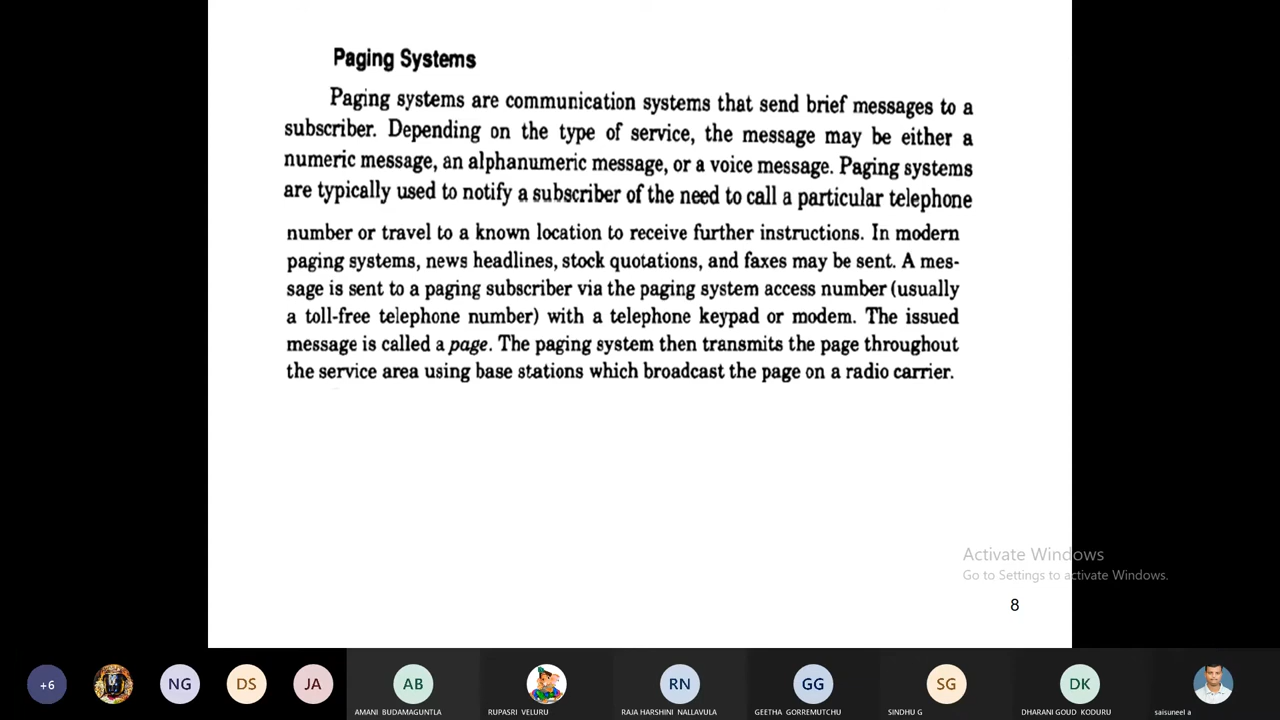 Paging Systems
Paging systems are communication systems that send brief messages to a
subscriber. Depending on the type of service, the message may be either a
numeric message, an alphanumeric message, or a voice message. Paging systems
are typically used to notify a subscriber of the need to call a particular telephone
number or travel to a known location to receive further instructions. In modern
paging systems, news headlines, stock quotations, and faxes may be sent. A mes-
sage is sent to a paging subscriber via the paging system access number (usually
a toll-free telephone number) with a telephone keypad or modem. The issued
message is called a page. The paging system then transmits the page throughout
the service area using base stations which broadcast the page on a radio carrier.
Activate Windows
Go to Settings to activate Windows.
8
+6 NG DS JA AB RN GG SG DK
AMANI BUDAMAGUNTLA RUPASRI VELURU RAJA HARSHINI NALLAVULA GEETHA GORREMUTCHU SINDHU G DHARANI GOUD KODURU saisuneel a